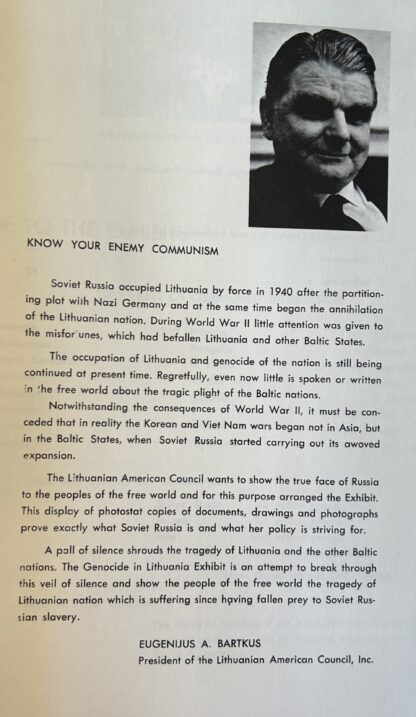 KNOW YOUR ENEMY COMMUNISM
Soviet Russia occupied Lithuania by force in 1940 after the partition-
ing plot with Nazi Germany and at the same time began the annihilation
of the Lithuanian nation. During World War II little attention was given to
the misfor unes, which had befallen Lithuania and other Baltic States.
The occupation of Lithuania and genocide of the nation is still being
continued at present time. Regretfully, even now little is spoken or written
in the free world about the tragic plight of the Baltic nations.
Notwithstanding the consequences of World War II, it must be con-
ceded that in reality the Korean and Viet Nam wars began not in Asia, but
in the Baltic States, when Soviet Russia started carrying out its awoved
expansion.
The Lithuanian American Council wants to show the true face of Russia
to the peoples of the free world and for this purpose arranged the Exhibit.
This display of photostat copies of documents, drawings and photographs
prove exactly what Soviet Russia is and what her policy is striving for.
A pall of silence shrouds the tragedy of Lithuania and the other Baltic
nations. The Genocide in Lithuania Exhibit is an attempt to break through
this veil of silence and show the people of the free world the tragedy of
Lithuanian nation which is suffering since having fallen prey to Soviet Rus-
sian slavery.
EUGENIJUS A. BARTKUS
President of the Lithuanian American Council, Inc.